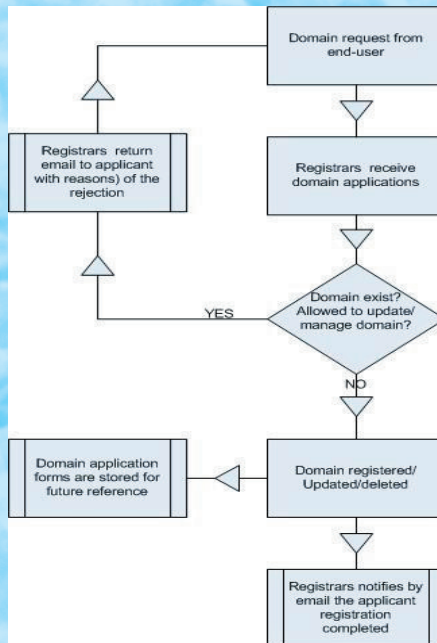 Domain request from
end-user
Registrars return
email to applicant
with reasons) of the
rejection
Registrars receive
domain applications
Domain exist?
Allowed to update/
manage domain?
YES
NO
Domain application
forms are stored for
future reference
Domain registered/
Updated/deleted
Registrars notifies by
email the applicant
registration
completed